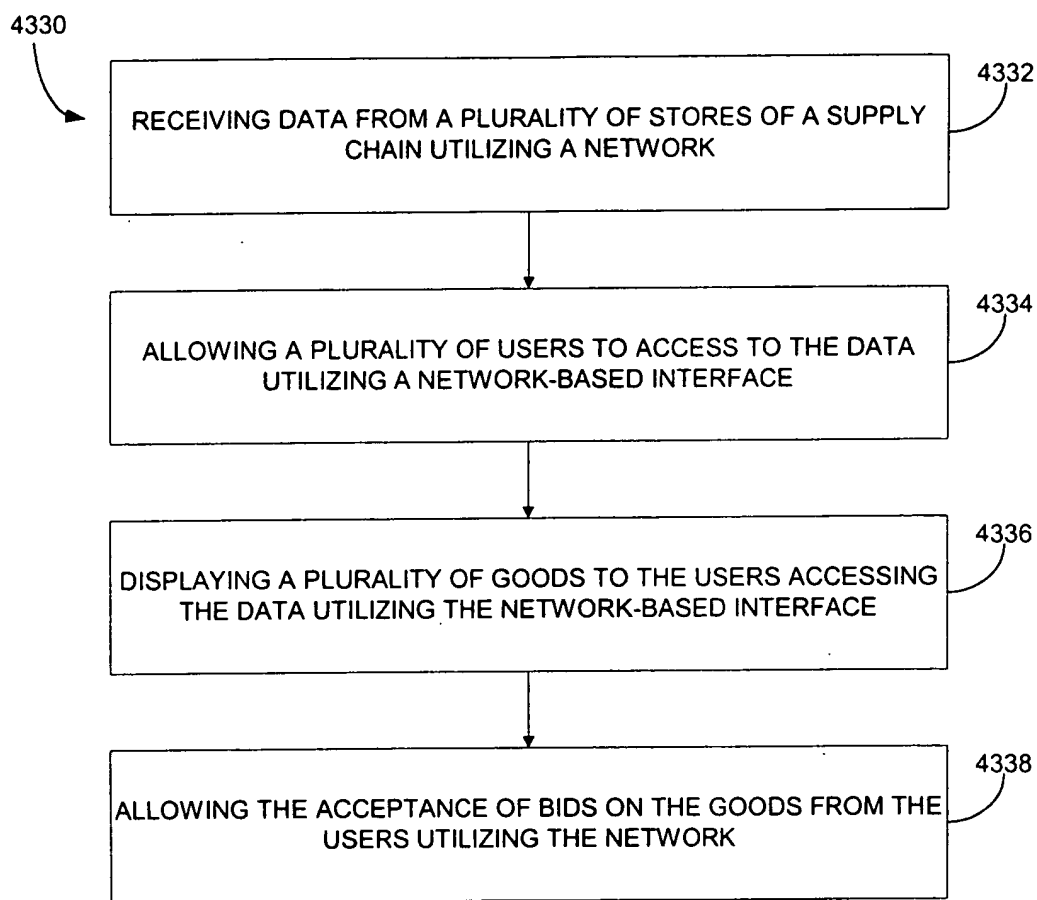 4330
4332
RECEIVING DATA FROM A PLURALITY OF STORES OF A SUPPLY
CHAIN UTILIZING A NETWORK
4334
ALLOWING A PLURALITY OF USERS TO ACCESS TO THE DATA
UTILIZING A NETWORK-BASED INTERFACE
4336
DISPLAYING A PLURALITY OF GOODS TO THE USERS ACCESSING
THE DATA UTILIZING THE NETWORK-BASED INTERFACE
4338
ALLOWING THE ACCEPTANCE OF BIDS ON THE GOODS FROM THE
USERS UTILIZING THE NETWORK